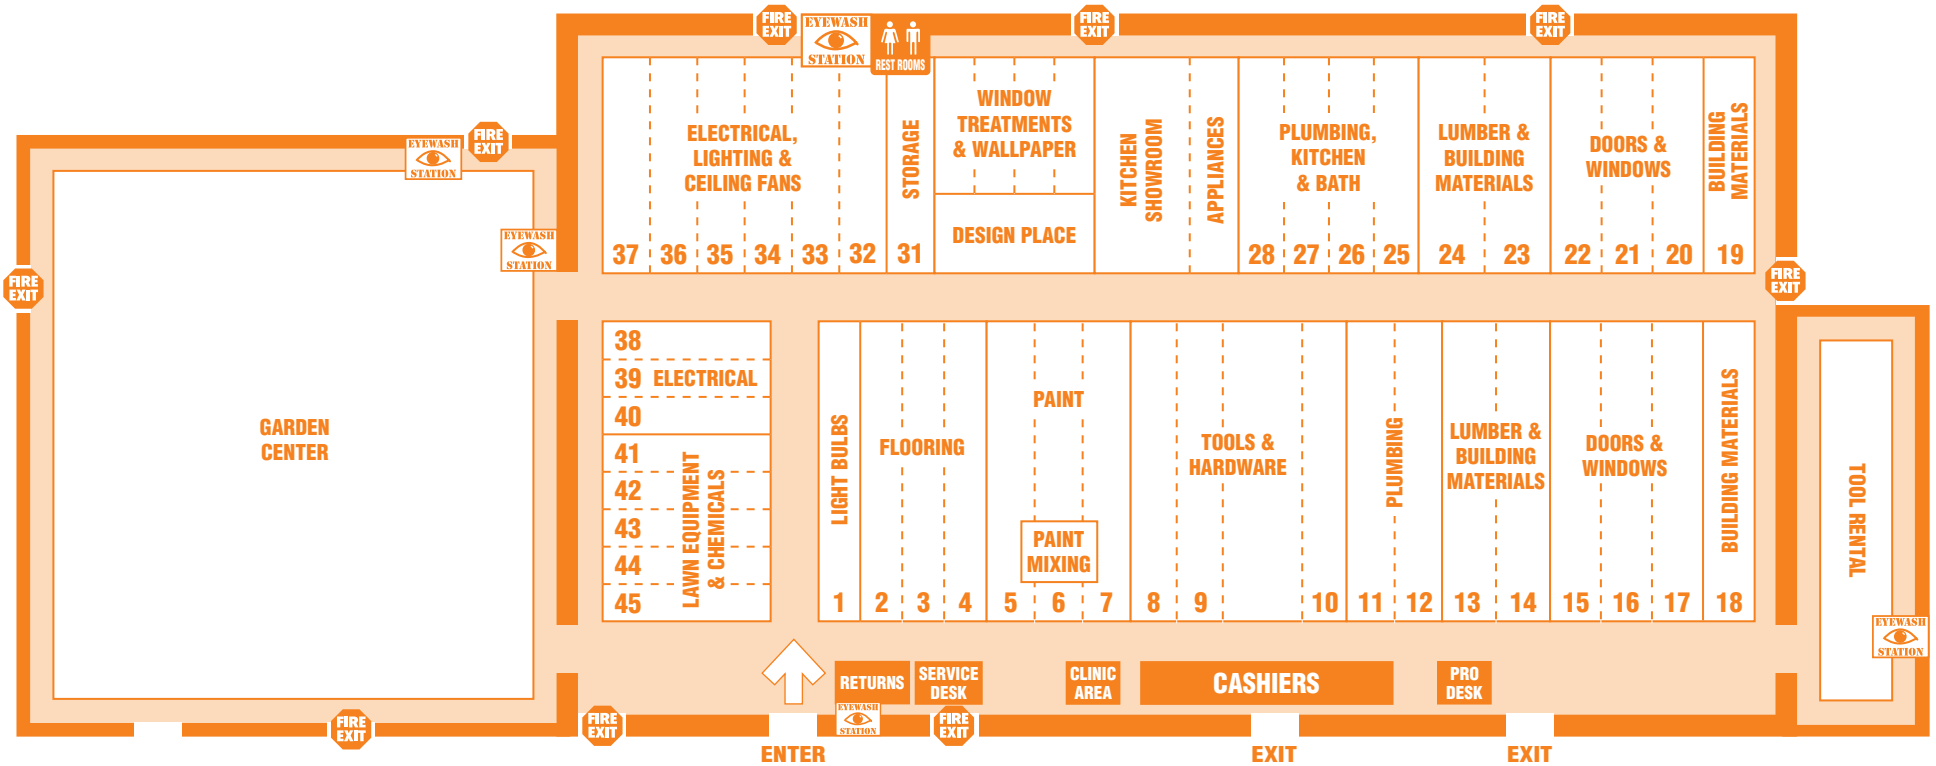 FIRE
EXIT
EYEWASH
STATION
REST ROOMS
FIRE
EXIT
FIRE
EXIT
ELECTRICAL,
LIGHTING &
CEILING FANS
37
36
35
34
33
32
STORAGE
31
WINDOW
TREATMENTS
& WALLPAPER
DESIGN PLACE
KITCHEN
SHOWROOM
APPLIANCES
PLUMBING,
KITCHEN
& BATH
28
27
26
25
LUMBER &
BUILDING
MATERIALS
24
23
DOORS &
WINDOWS
22
21
20
BUILDING
MATERIALS
19
FIRE
EXIT
EYEWASH
STATION
EYEWASH
STATION
FIRE
EXIT
FIRE
EXIT
GARDEN
CENTER
38
39 ELECTRICAL
40
41
42
43
44
45
LAWN EQUIPMENT
& CHEMICALS
LIGHT BULBS
1
FLOORING
2
3
4
PAINT
PAINT
MIXING
5
6
7
TOOLS &
HARDWARE
8
9
10
PLUMBING
11
12
LUMBER &
BUILDING
MATERIALS
13
14
DOORS &
WINDOWS
15
16
17
BUILDING MATERIALS
18
TOOL RENTAL
EYEWASH
STATION
RETURNS
SERVICE
DESK
CLINIC
AREA
CASHIERS
PRO
DESK
EYEWASH
STATION
FIRE
EXIT
FIRE
EXIT
FIRE
EXIT
ENTER
EXIT
EXIT